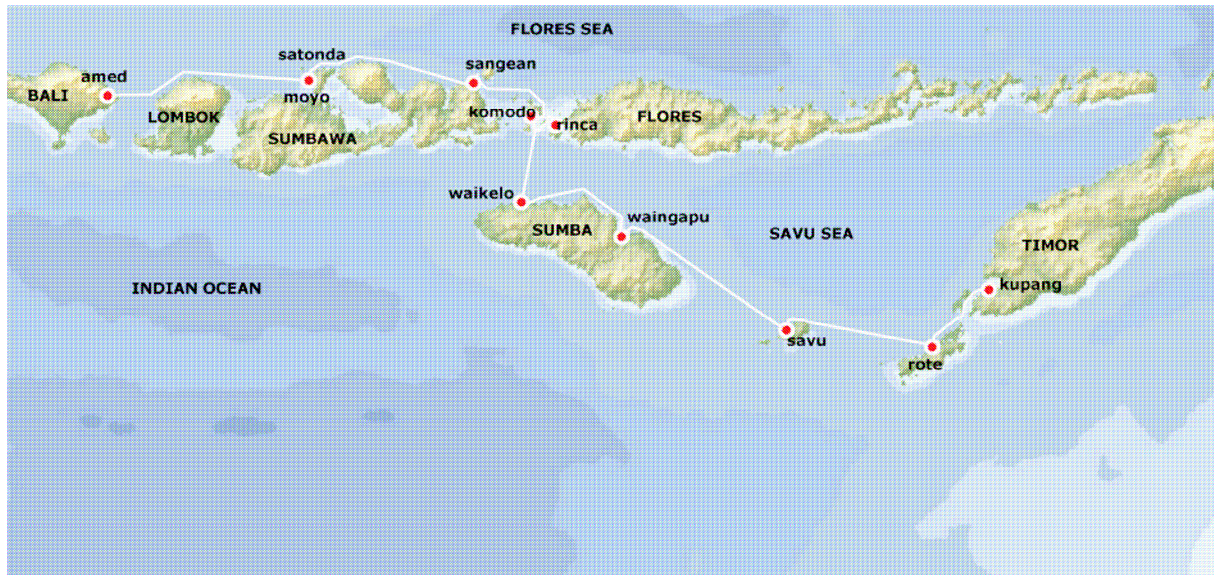 FLORES SEA
satonda
sangean
amed
BALI
moyo
LOMBOK
komodo
rinca
FLORES
SUMBAWA
waikelo
waingapu
SUMBA
SAVU SEA
TIMOR
INDIAN OCEAN
kupang
savu
rote